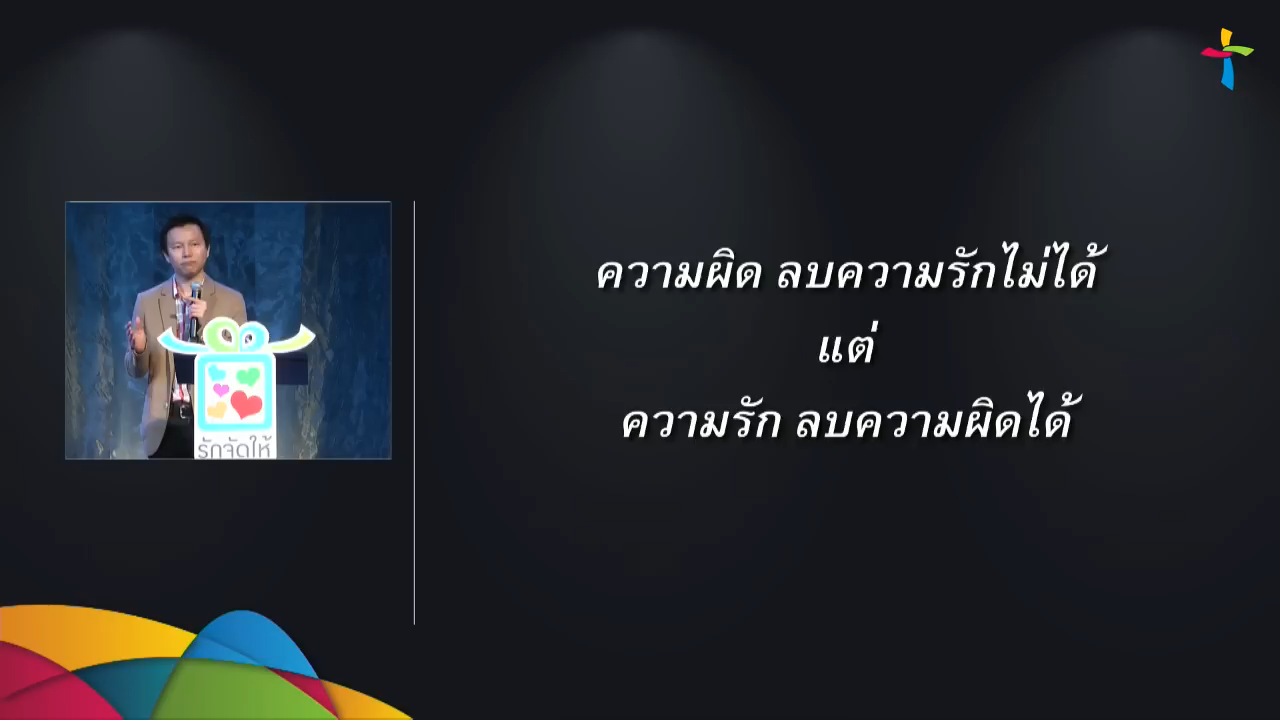 ความผิด ลบความรักไม่ได้
แต่
ความรัก ลบความผิดได้
รักจัดให้